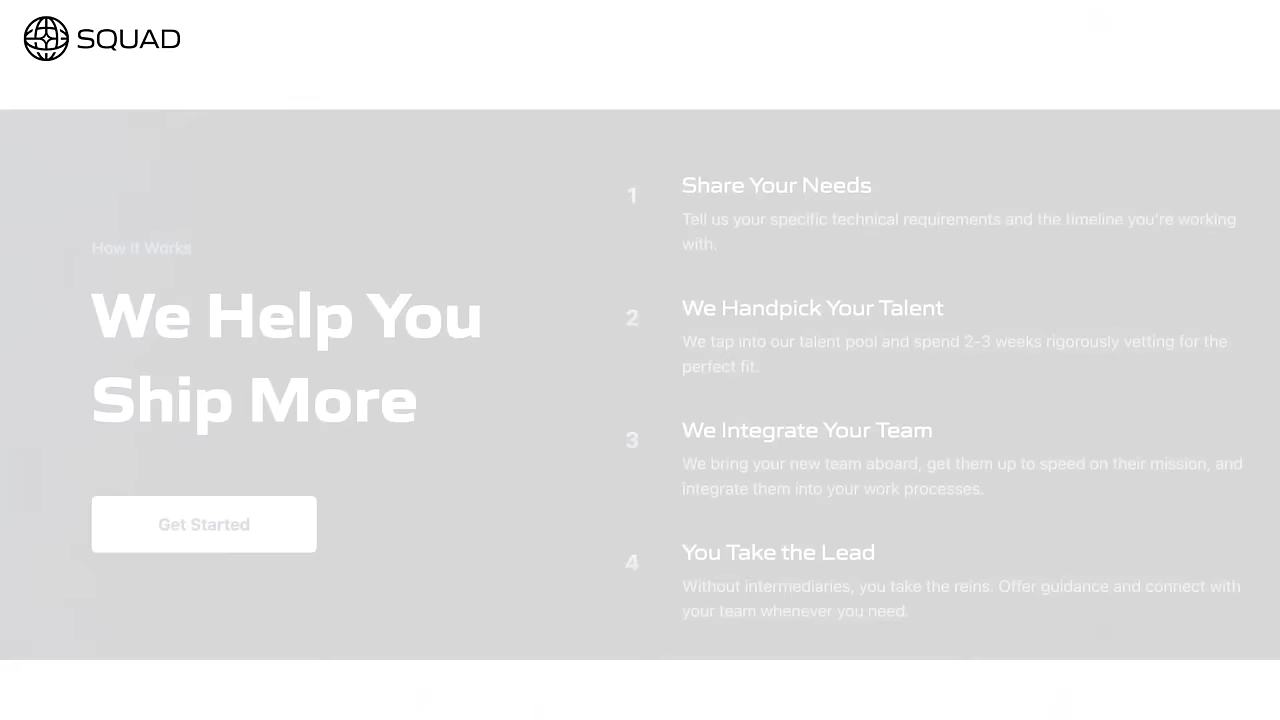 SQUAD
How It Works
We Help You
Ship More
Get Started
1
Share Your Needs
Tell us your specific technical requirements and the timeline you're working
with.
2
We Handpick Your Talent
We tap into our talent pool and spend 2-3 weeks rigorously vetting for the
perfect fit.
3
We Integrate Your Team
We bring your new team aboard, get them up to speed on their mission, and
integrate them into your work processes.
4
You Take the Lead
Without intermediaries, you take the reins. Offer guidance and connect with
your team whenever you need.